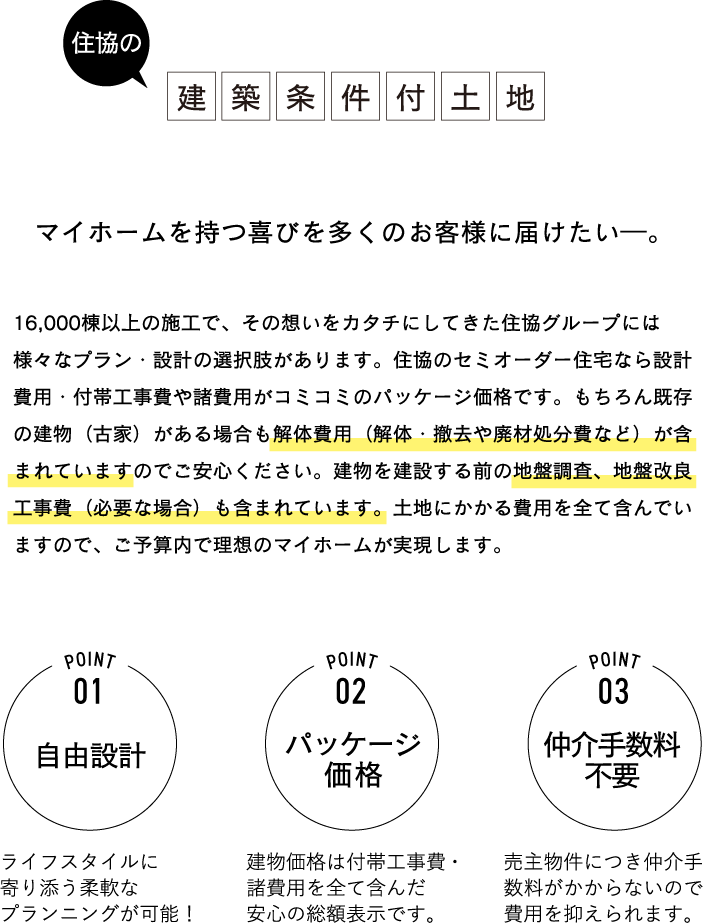 住協の
建築条件付土地
マイホームを持つ喜びを多くのお客様に届けたい―。
16,000棟以上の施工で、その想いをカタチにしてきた住協グループには
様々なプラン・設計の選択肢があります。住協のセミオーダー住宅なら設計
費用・付帯工事費や諸費用がコミコミのパッケージ価格です。もちろん既存
の建物（古家）がある場合も解体費用（解体・撤去や廃材処分費など）が含
まれていますのでご安心ください。建物を建設する前の地盤調査、地盤改良
工事費（必要な場合）も含まれています。土地にかかる費用を全て含んでい
ますので、ご予算内で理想のマイホームが実現します。
POINT
01
自由設計
ライフスタイルに
寄り添う柔軟な
プランニングが可能！
POINT
02
パッケージ
価格
建物価格は付帯工事費・
諸費用を全て含んだ
安心の総額表示です。
POINT
03
仲介手数料
不要
売主物件につき仲介手
数料がかからないので
費用を抑えられます。